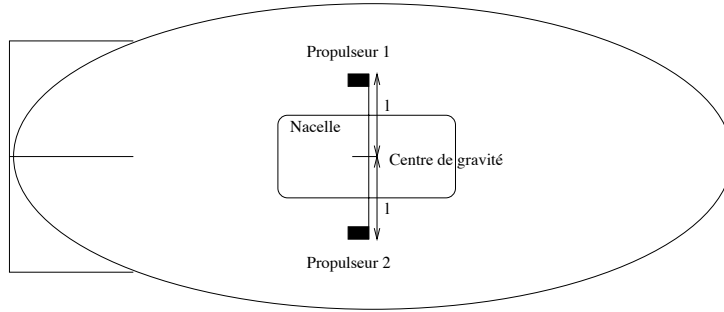 Propulseur 1
l
Nacelle
Centre de gravité
l
Propulseur 2